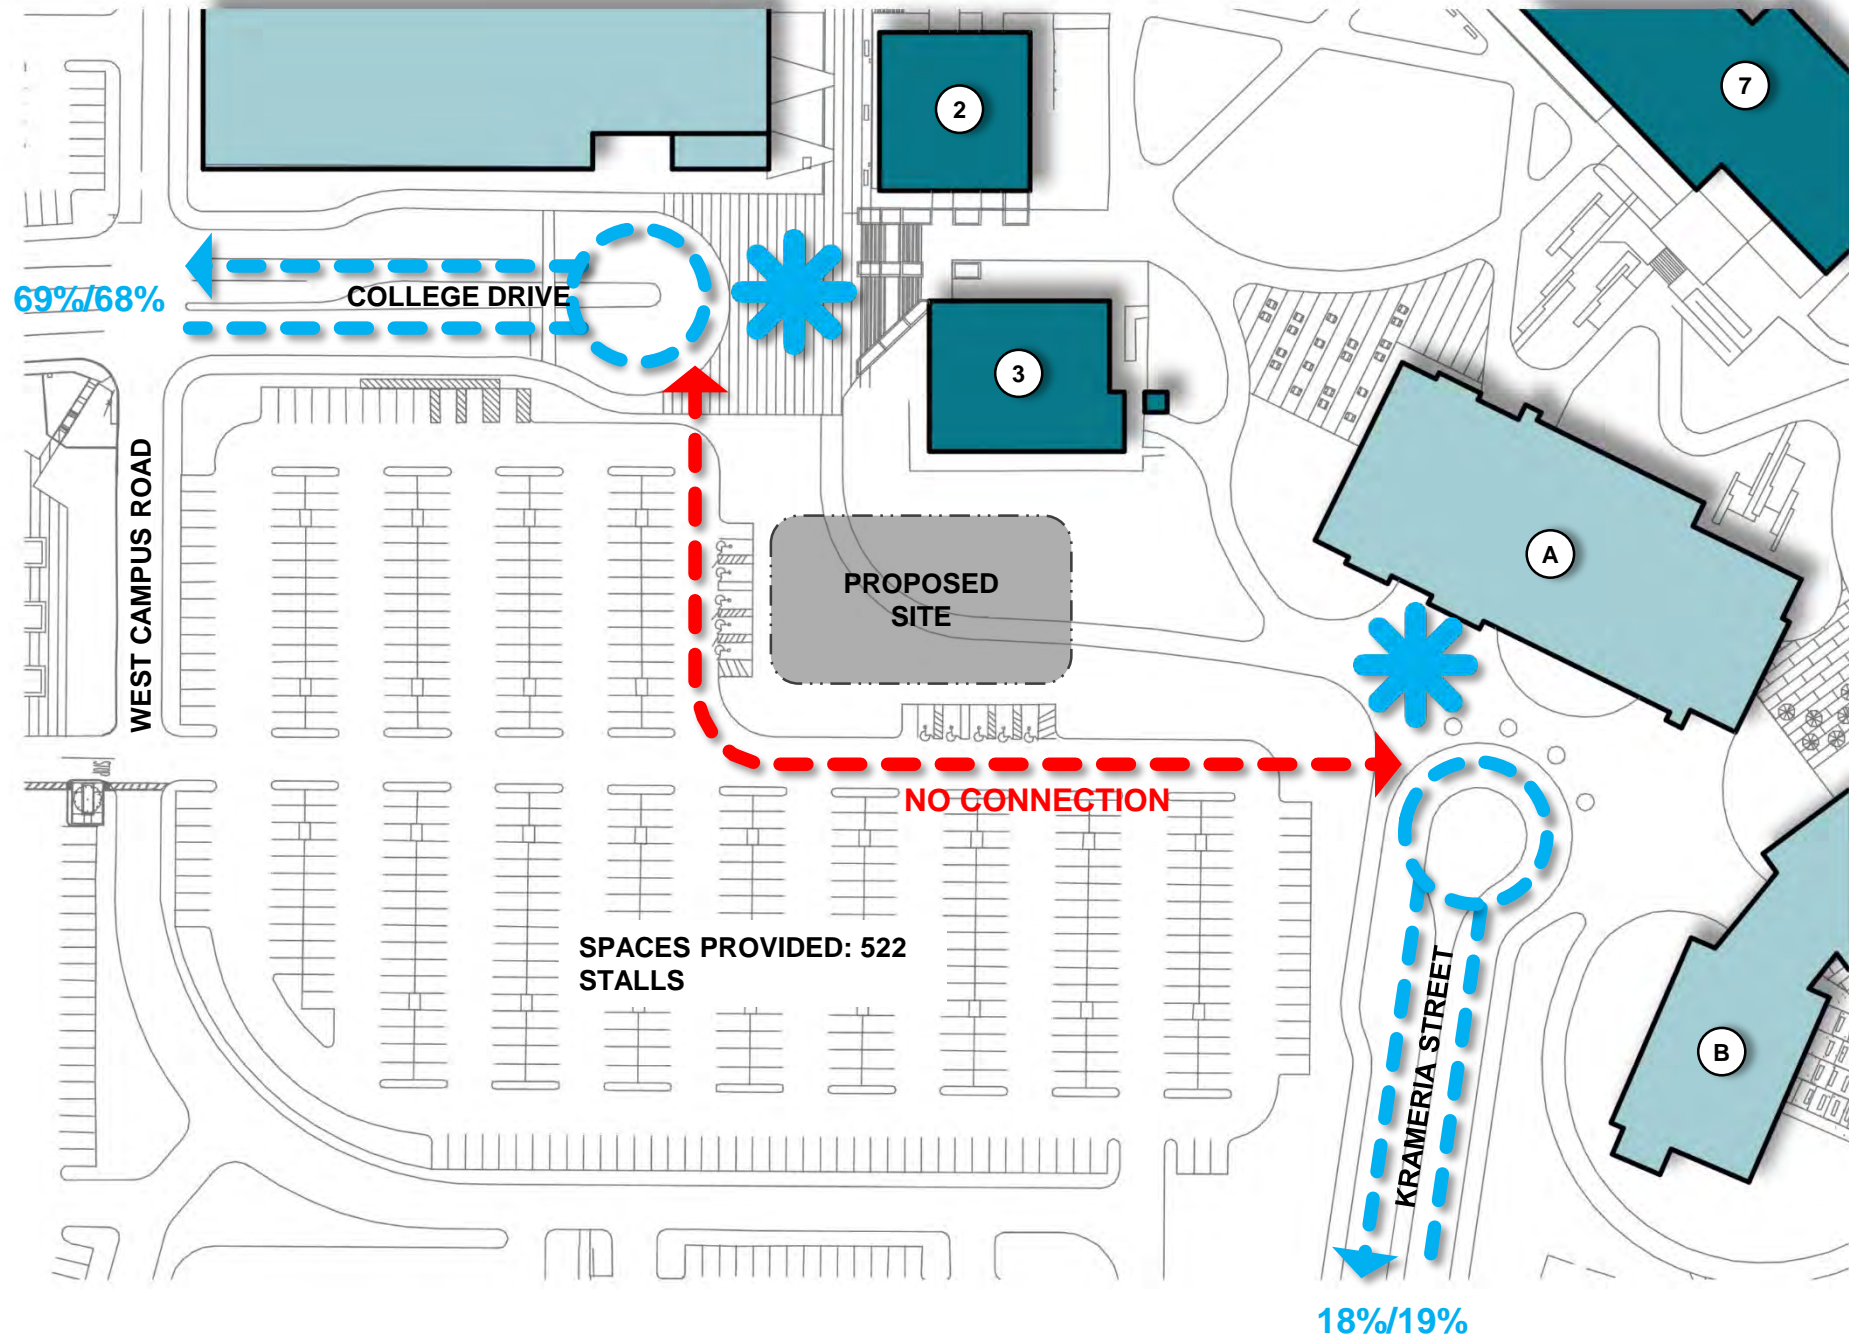 2
7
69%/68%
COLLEGE DRIVE
3
WEST CAMPUS ROAD
PROPOSED
SITE
A
NO CONNECTION
SPACES PROVIDED: 522
STALLS
KRAMERIA STREET
B
18%/19%